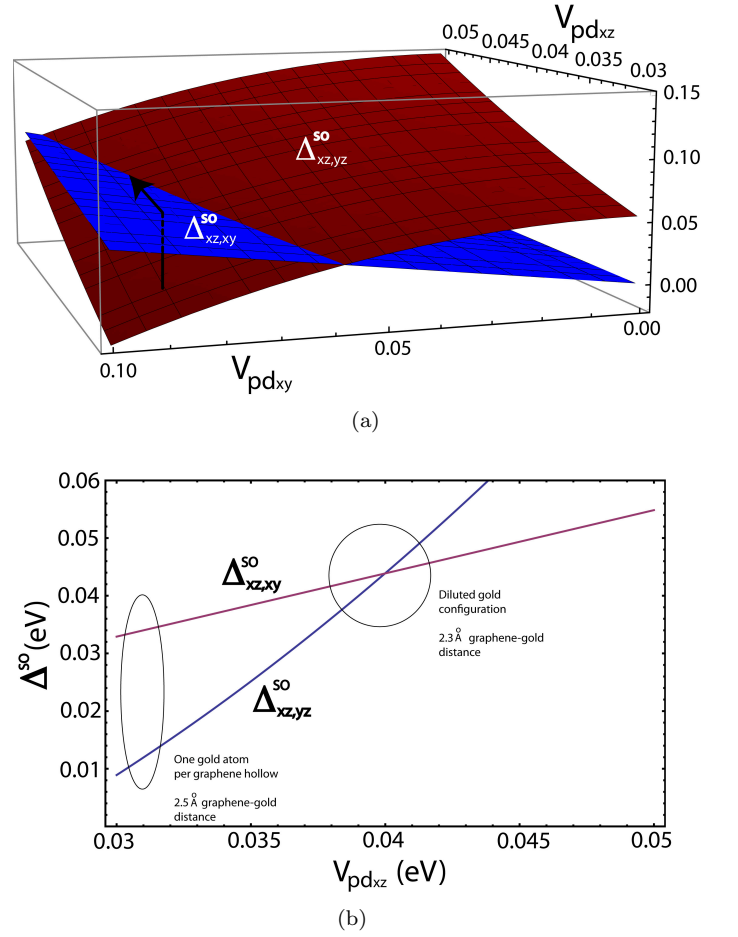 V_pd_xz
0.05 0.045 0.04 0.035 0.03
0.15
0.10
0.05
0.00
Δ^so_xz,yz
Δ^so_xz,xy
0.10 0.05 0.00
V_pd_xy
(a)
0.06
0.05
0.04
0.03
0.02
0.01
Δ^so (eV)
Δ^SO_xz,xy
Δ^SO_xz,yz
Diluted gold
configuration
2.3 Å graphene-gold
distance
One gold atom
per graphene hollow
2.5 Å graphene-gold
distance
0.03 0.035 0.04 0.045 0.05
V_pd_xz (eV)
(b)